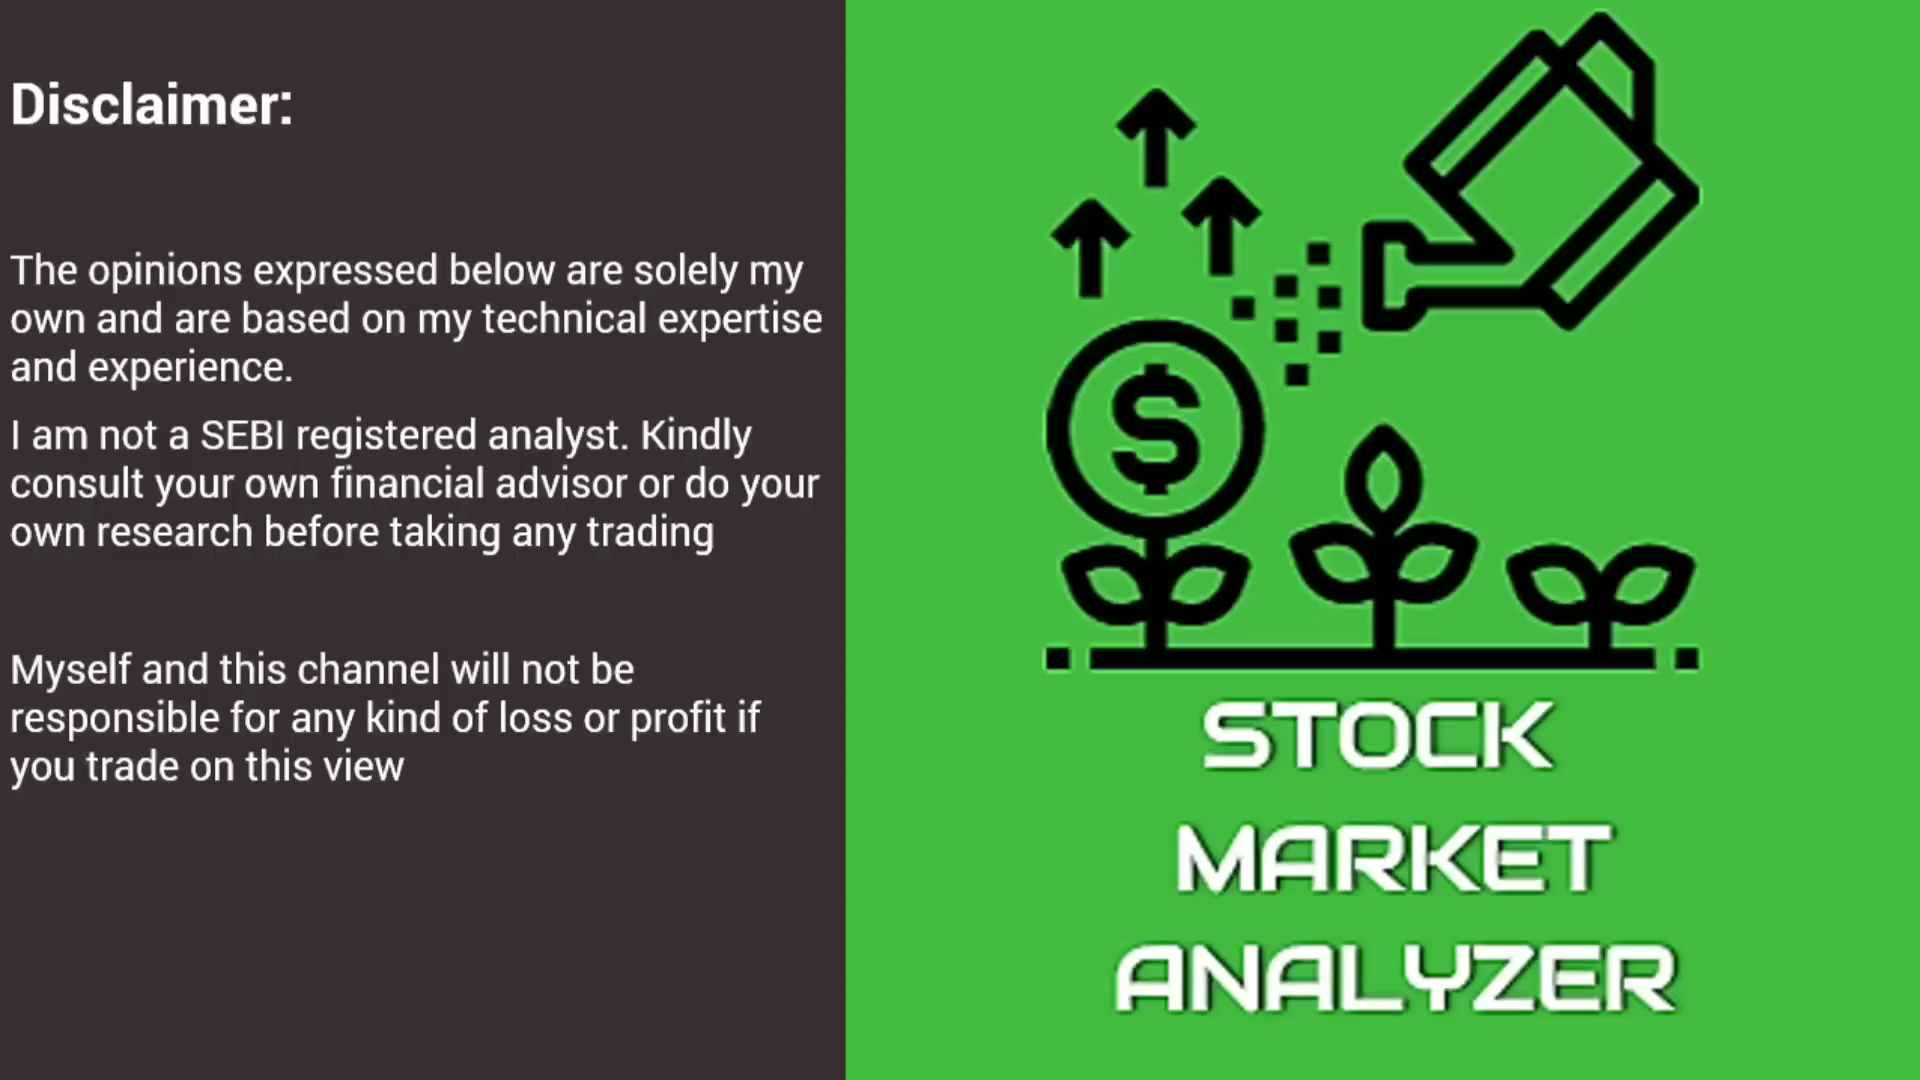 Disclaimer:
The opinions expressed below are solely my
own and are based on my technical expertise
and experience.
I am not a SEBI registered analyst. Kindly
consult your own financial advisor or do your
own research before taking any trading
Myself and this channel will not be
responsible for any kind of loss or profit if
you trade on this view
$
STOCK
MARKET
ANALYZER